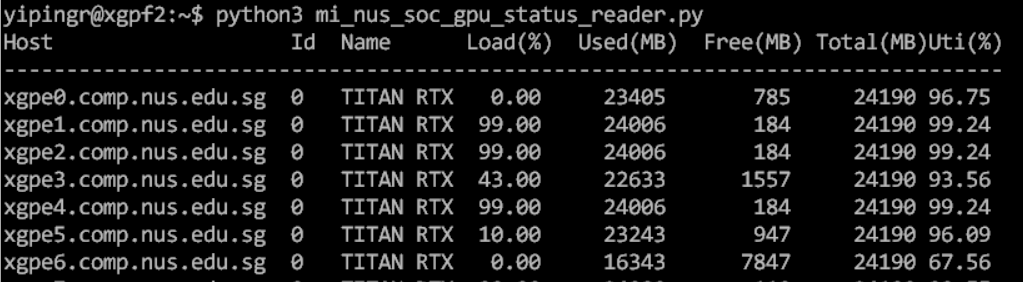 yipingr@xgpf2:~$ python3 mi_nus_soc_gpu_status_reader.py
Host Id Name Load(%) Used(MB) Free(MB) Total(MB)Uti(%)
--------------------------------------------------------------------------------
xgpe0.comp.nus.edu.sg 0 TITAN RTX 0.00 23405 785 24190 96.75
xgpe1.comp.nus.edu.sg 0 TITAN RTX 99.00 24006 184 24190 99.24
xgpe2.comp.nus.edu.sg 0 TITAN RTX 99.00 24006 184 24190 99.24
xgpe3.comp.nus.edu.sg 0 TITAN RTX 43.00 22633 1557 24190 93.56
xgpe4.comp.nus.edu.sg 0 TITAN RTX 99.00 24006 184 24190 99.24
xgpe5.comp.nus.edu.sg 0 TITAN RTX 10.00 23243 947 24190 96.09
xgpe6.comp.nus.edu.sg 0 TITAN RTX 0.00 16343 7847 24190 67.56